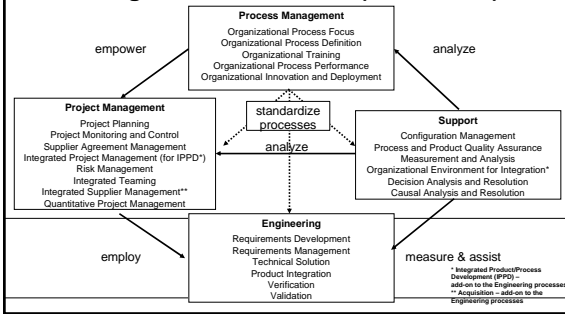 Process Management
Organizational Process Focus
Organizational Process Definition
Organizational Training
Organizational Process Performance
Organizational Innovation and Deployment
empower
analyze
Project Management
Project Planning
Project Monitoring and Control
Supplier Agreement Management
Integrated Project Management (for IPPD*)
Risk Management
Integrated Teaming
Integrated Supplier Management**
Quantitative Project Management
standardize
processes
analyze
Support
Configuration Management
Process and Product Quality Assurance
Measurement and Analysis
Organizational Environment for Integration*
Decision Analysis and Resolution
Causal Analysis and Resolution
Engineering
Requirements Development
Requirements Management
Technical Solution
Product Integration
Verification
Validation
employ
measure & assist
* Integrated Product/Process
Development (IPPD) –
add-on to the Engineering processes
** Acquisition – add-on to the
Engineering processes